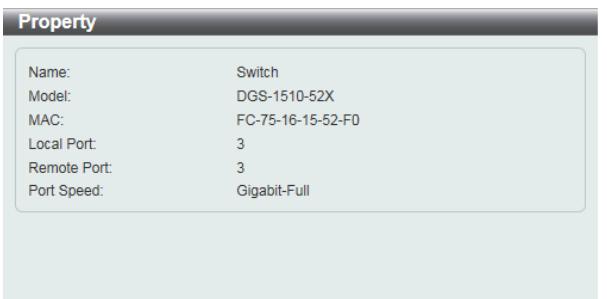 Property
Name: Switch
Model: DGS-1510-52X
MAC: FC-75-16-15-52-F0
Local Port: 3
Remote Port: 3
Port Speed: Gigabit-Full